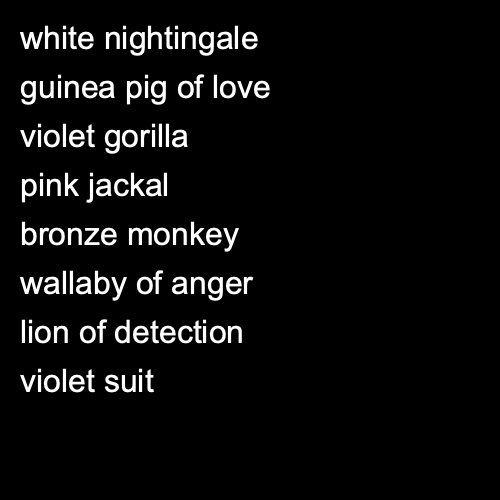 white nightingale
guinea pig of love
violet gorilla
pink jackal
bronze monkey
wallaby of anger
lion of detection
violet suit